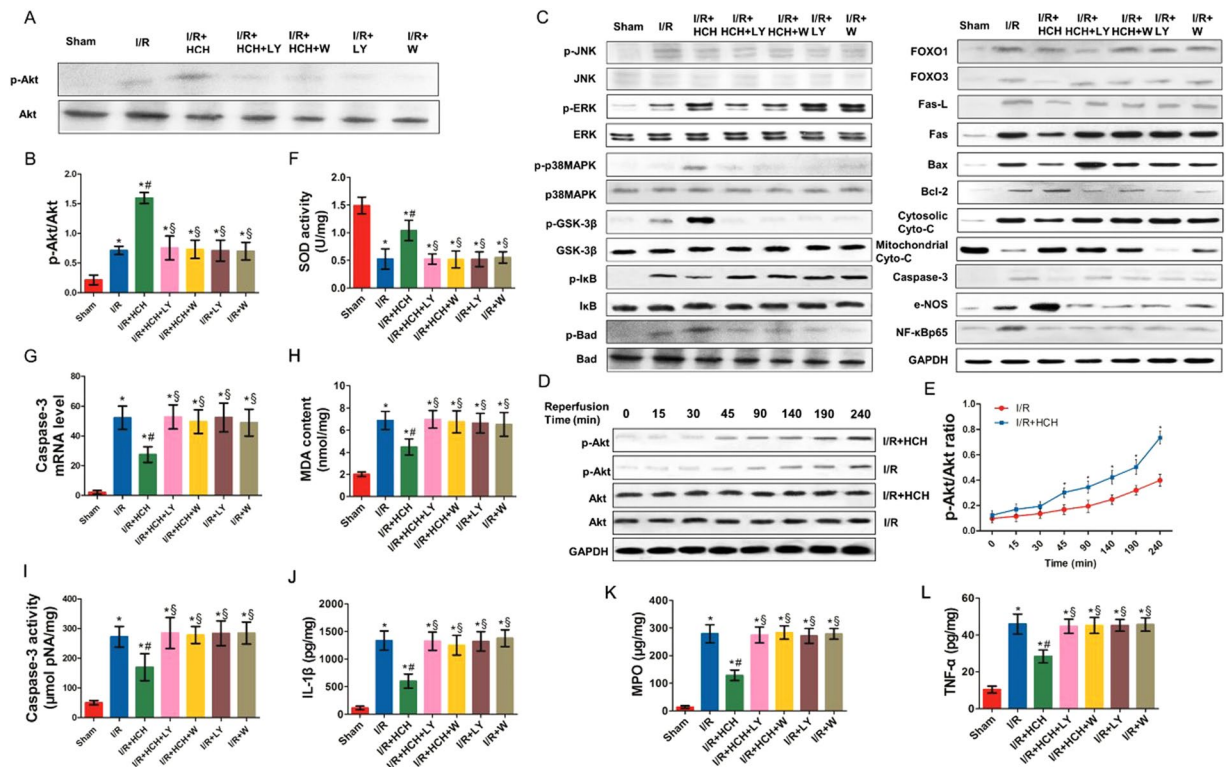 A
Sham
I/R
I/R+
HCH
I/R+
HCH+LY
I/R+
HCH+W
I/R+
LY
I/R+
W
p-Akt
Akt
B
p-Akt/Akt
2.0
1.5
1.0
0.5
0.0
*
*#
*§
*§
*§
*§
Sham
I/R
I/R+HCH
I/R+HCH+LY
I/R+HCH+W
I/R+LY
I/R+W
F
SOD activity
(U/mg)
2.0
1.5
1.0
0.5
0.0
*
*#
*§
*§
*§
*§
Sham
I/R
I/R+HCH
I/R+HCH+LY
I/R+HCH+W
I/R+LY
I/R+W
G
Caspase-3
mRNA level
80
60
40
20
0
*
*#
*§
*§
*§
*§
Sham
I/R
I/R+HCH
I/R+HCH+LY
I/R+HCH+W
I/R+LY
I/R+W
H
MDA content
(nmol/mg)
10
8
6
4
2
0
*
*#
*§
*§
*§
*§
Sham
I/R
I/R+HCH
I/R+HCH+LY
I/R+HCH+W
I/R+LY
I/R+W
C
Sham
I/R
I/R+
HCH
I/R+
HCH+LY
I/R+
HCH+W
I/R+
LY
I/R+
W
p-JNK
JNK
p-ERK
ERK
p-p38MAPK
p38MAPK
p-GSK-3β
GSK-3β
p-IκB
IκB
p-Bad
Bad
Sham
I/R
I/R+
HCH
I/R+
HCH+LY
I/R+
HCH+W
I/R+
LY
I/R+
W
FOXO1
FOXO3
Fas-L
Fas
Bax
Bcl-2
Cytosolic
Cyto-C
Mitochondrial
Cyto-C
Caspase-3
e-NOS
NF-κBp65
GAPDH
D
Reperfusion
Time (min)
0 15 30 45 90 140 190 240
p-Akt I/R+HCH
p-Akt I/R
Akt I/R+HCH
Akt I/R
GAPDH
E
I/R
I/R+HCH
p-Akt/Akt ratio
1.0
0.8
0.6
0.4
0.2
0.0
*
*
*
*
*
0 15 30 45 90 140 190 240
Time (min)
I
Caspase-3 activity
(μmol pNA/mg)
400
300
200
100
0
*
*#
*§
*§
*§
*§
Sham
I/R
I/R+HCH
I/R+HCH+LY
I/R+HCH+W
I/R+LY
I/R+W
J
IL-1β
(pg/mg)
2000
1500
1000
500
0
*
*#
*§
*§
*§
*§
Sham
I/R
I/R+HCH
I/R+HCH+LY
I/R+HCH+W
I/R+LY
I/R+W
K
MPO
(μg/mg)
400
300
200
100
0
*
*#
*§
*§
*§
*§
Sham
I/R
I/R+HCH
I/R+HCH+LY
I/R+HCH+W
I/R+LY
I/R+W
L
TNF-α
(pg/mg)
60
40
20
0
*
*#
*§
*§
*§
*§
Sham
I/R
I/R+HCH
I/R+HCH+LY
I/R+HCH+W
I/R+LY
I/R+W